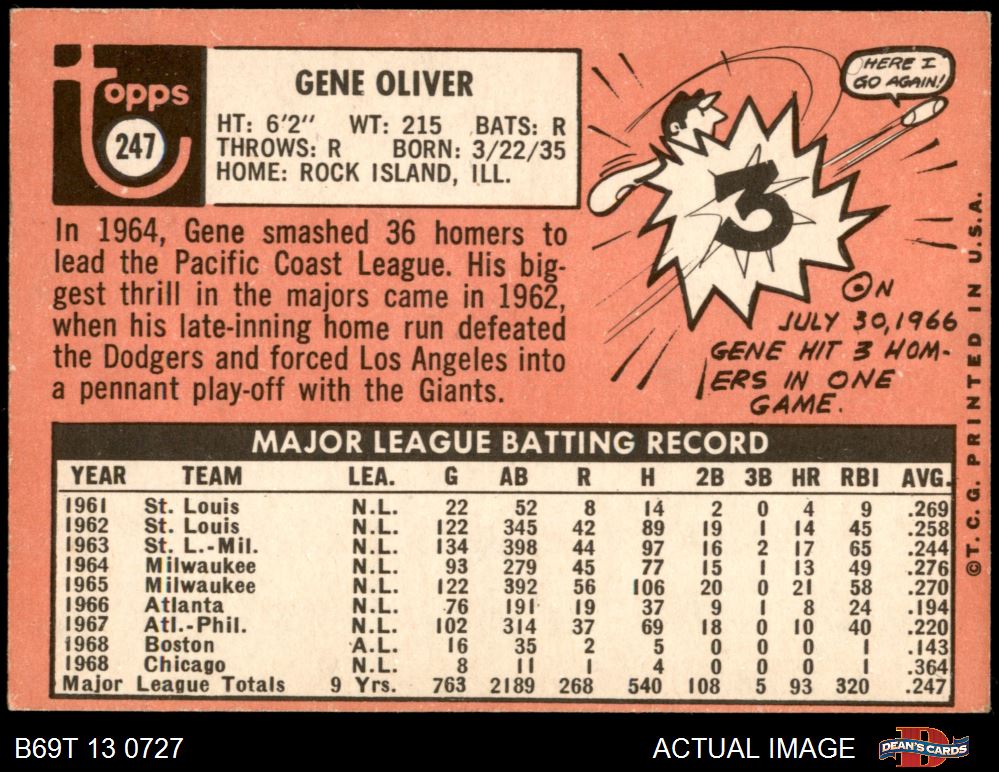 topps
247
GENE OLIVER
HT: 6'2" WT: 215 BATS: R
THROWS: R BORN: 3/22/35
HOME: ROCK ISLAND, ILL.
In 1964, Gene smashed 36 homers to
lead the Pacific Coast League. His big-
gest thrill in the majors came in 1962,
when his late-inning home run defeated
the Dodgers and forced Los Angeles into
a pennant play-off with the Giants.
HERE I
GO AGAIN!
3
ON
JULY 30, 1966
GENE HIT 3 HOM-
ERS IN ONE
GAME.
MAJOR LEAGUE BATTING RECORD
YEAR TEAM LEA. G AB R H 2B 3B HR RBI AVG.
1961 St. Louis N.L. 22 52 8 14 2 0 4 9 .269
1962 St. Louis N.L. 122 345 42 89 19 1 14 45 .258
1963 St. L.-Mil. N.L. 134 398 44 97 16 2 17 65 .244
1964 Milwaukee N.L. 93 279 45 77 15 1 13 49 .276
1965 Milwaukee N.L. 122 392 56 106 20 0 21 58 .270
1966 Atlanta N.L. 76 191 19 37 9 1 8 24 .194
1967 Atl.-Phil. N.L. 102 314 37 69 18 0 10 40 .220
1968 Boston A.L. 16 35 2 5 0 0 0 1 .143
1968 Chicago N.L. 8 11 1 4 0 0 0 1 .364
Major League Totals 9 Yrs. 763 2189 268 540 108 5 93 320 .247
©T.C.G. PRINTED IN U.S.A.
B69T 13 0727
ACTUAL IMAGE
DEAN'S CARDS